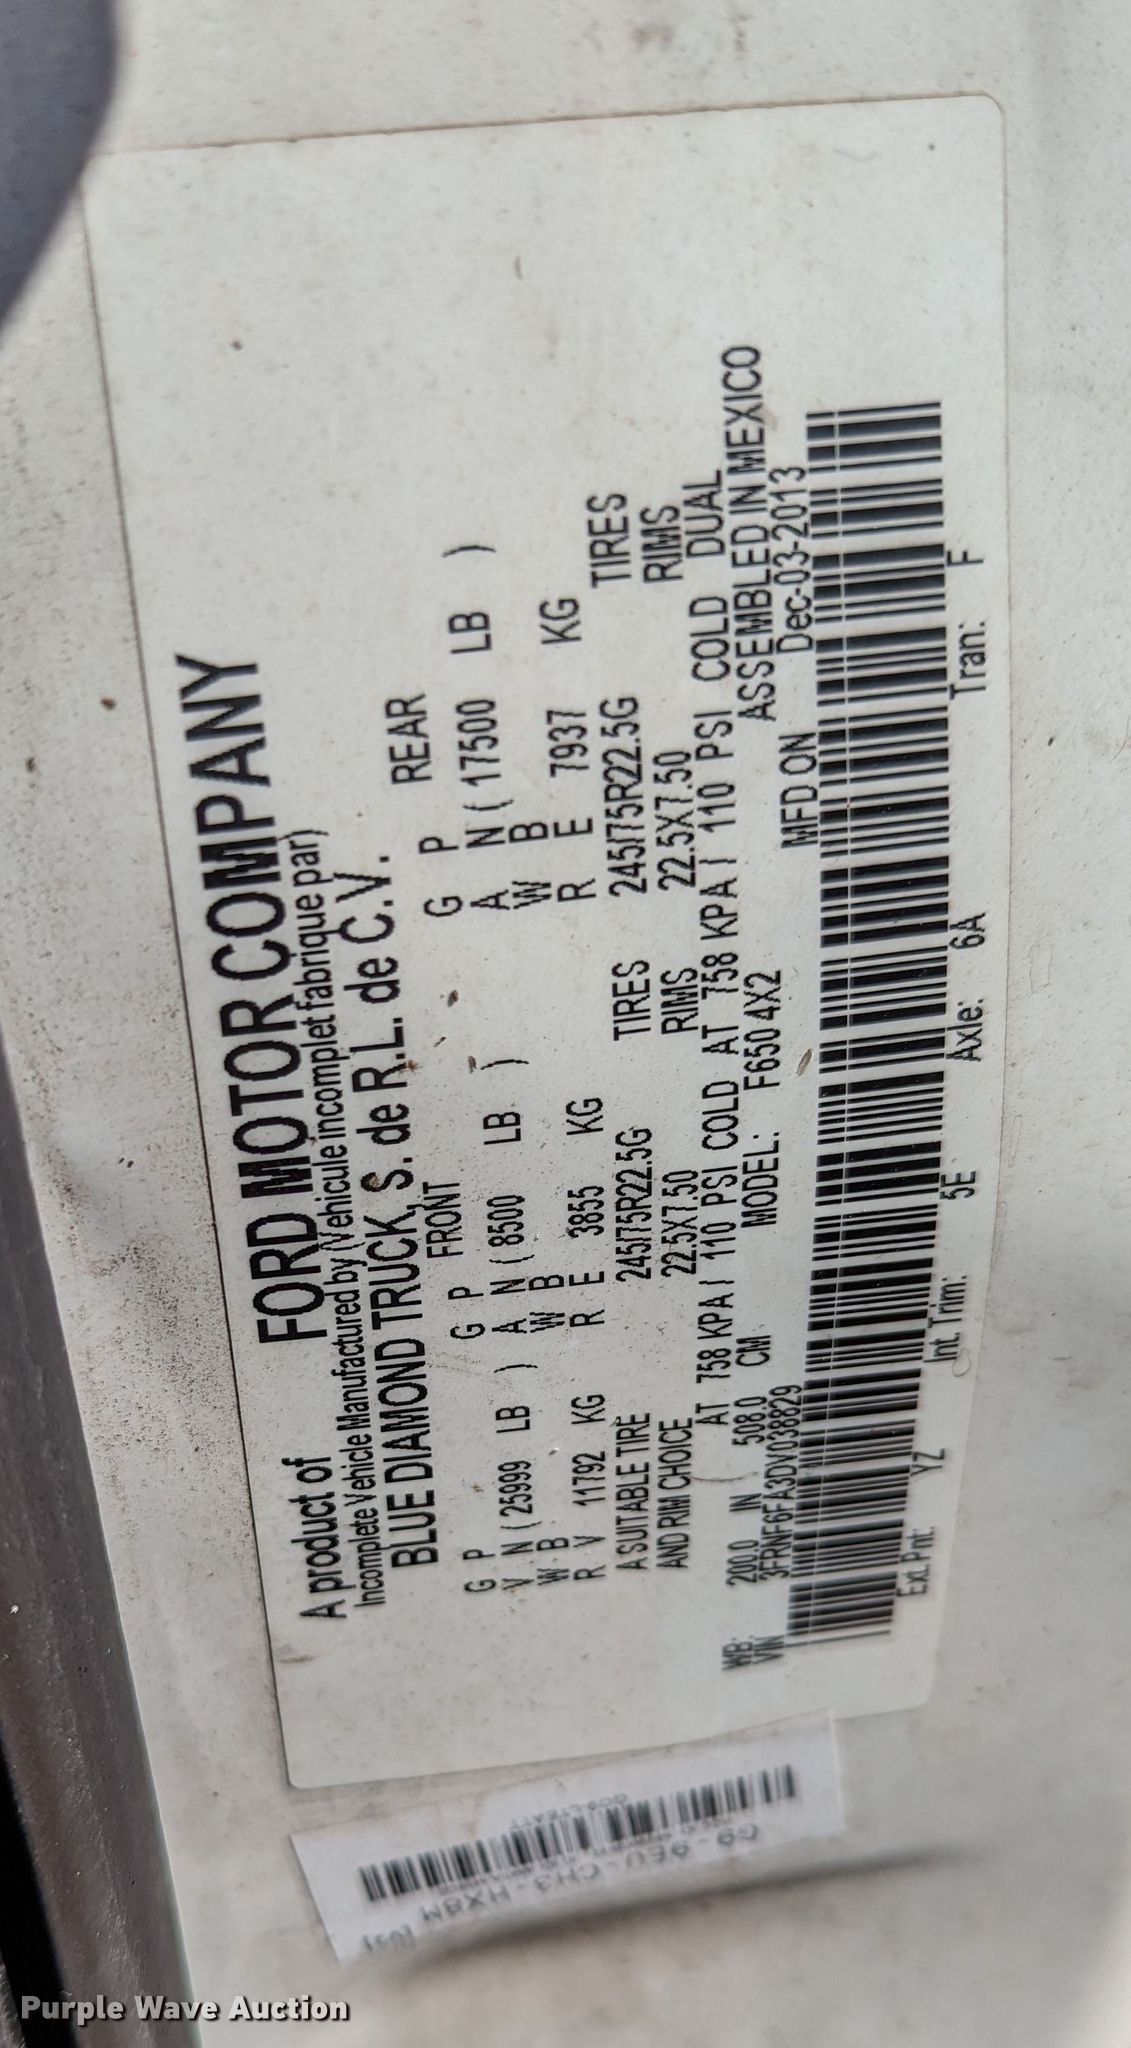 A product of FORD MOTOR COMPANY
Incomplete Vehicle Manufactured by (Vehicule incomplet fabrique par)
BLUE DIAMOND TRUCK, S. de R.L. de C.V.
FRONT REAR
G P G P G P
V N ( 25999 LB ) A N ( 8500 LB ) A N ( 17500 LB )
W B W B W B
R V 11792 KG R E 3855 KG R E 7937 KG
A SUITABLE TIRE 245/75R22.5G TIRES 245/75R22.5G TIRES
AND RIM CHOICE 22.5X7.50 RIMS 22.5X7.50 RIMS
AT 758 KPA / 110 PSI COLD AT 758 KPA / 110 PSI COLD DUAL
WB: 200.0 IN 508.0 CM MODEL: F650 4X2 ASSEMBLED IN MEXICO
VIN 3FRNF6FA3DV038829 MFD ON Dec-03-2013
Ext. Pnt: YZ Int. Trim: 5E Axle: 6A Tran: F
Purple Wave Auction